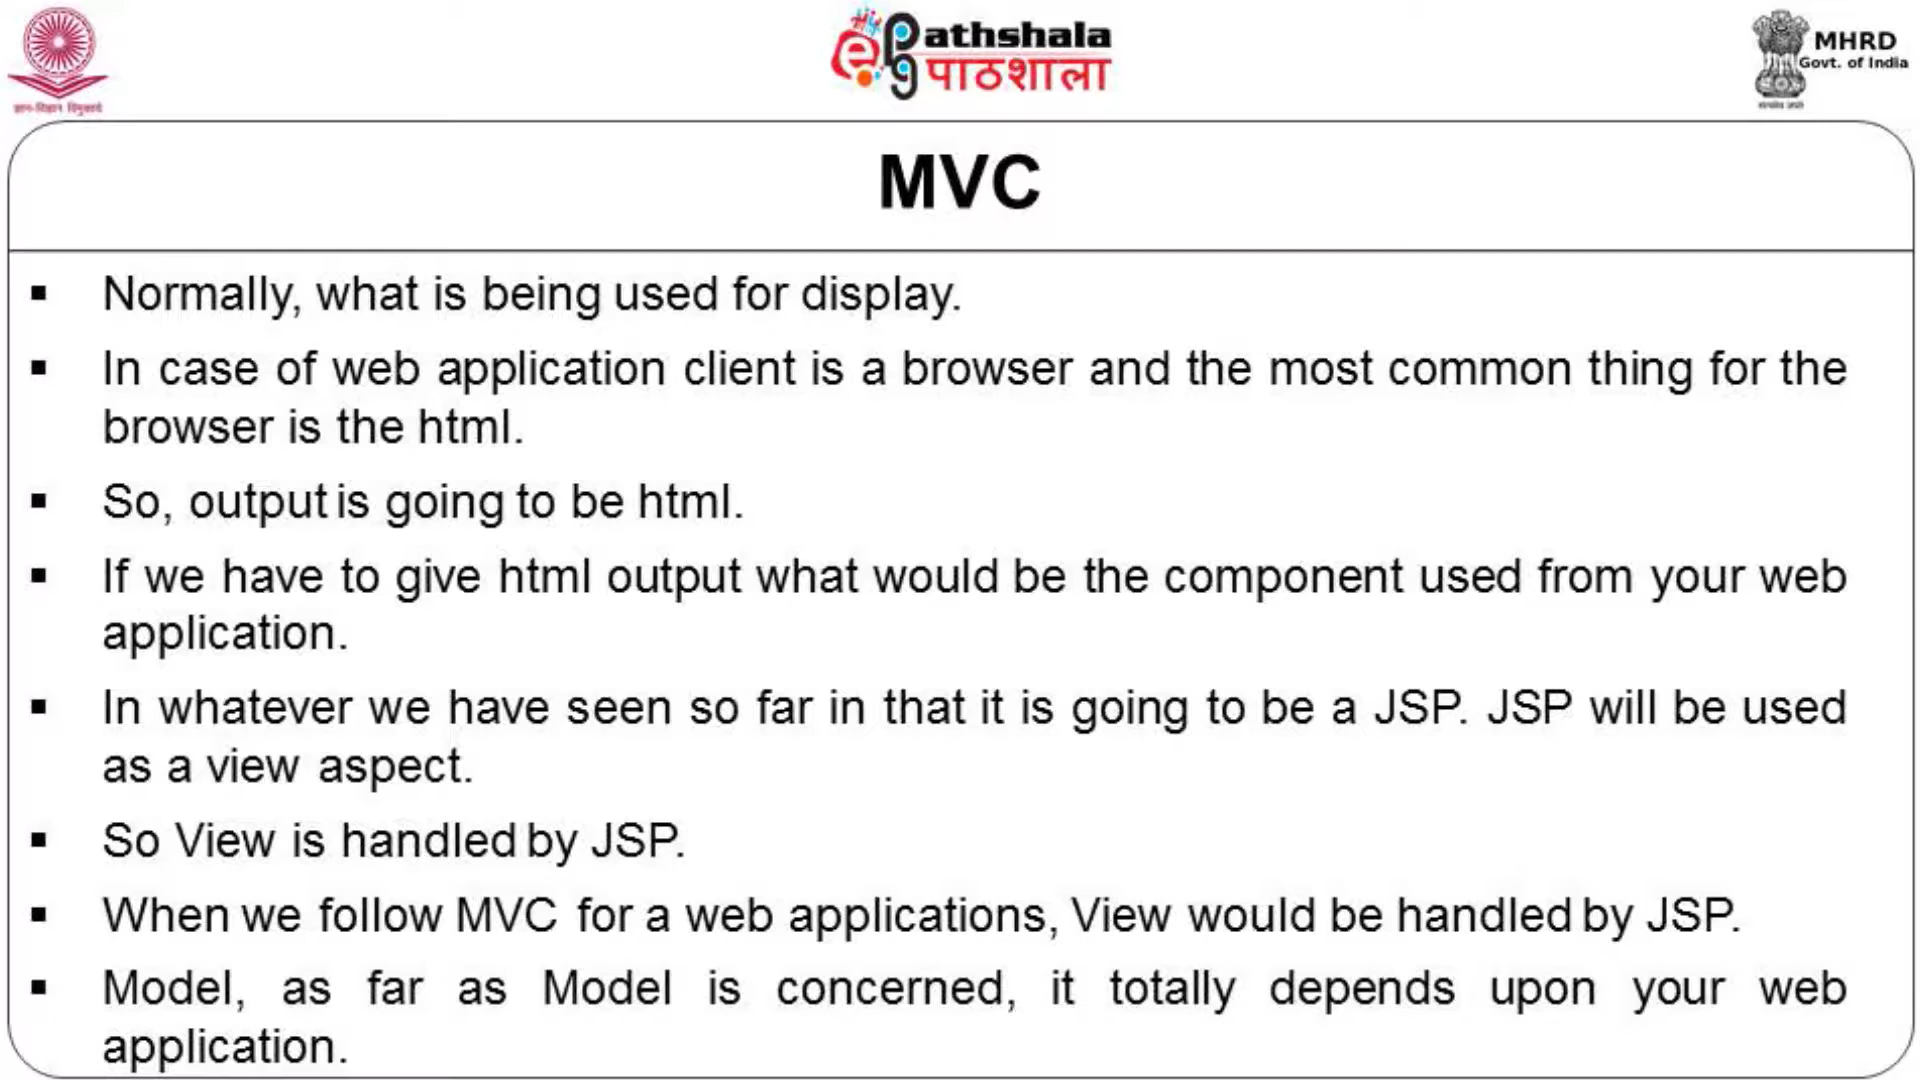 ज्ञान-विज्ञान विमुक्तये
athshala
पाठशाला
MHRD
Govt. of India
MVC
▪ Normally, what is being used for display.
▪ In case of web application client is a browser and the most common thing for the
browser is the html.
▪ So, output is going to be html.
▪ If we have to give html output what would be the component used from your web
application.
▪ In whatever we have seen so far in that it is going to be a JSP. JSP will be used
as a view aspect.
▪ So View is handled by JSP.
▪ When we follow MVC for a web applications, View would be handled by JSP.
▪ Model, as far as Model is concerned, it totally depends upon your web
application.